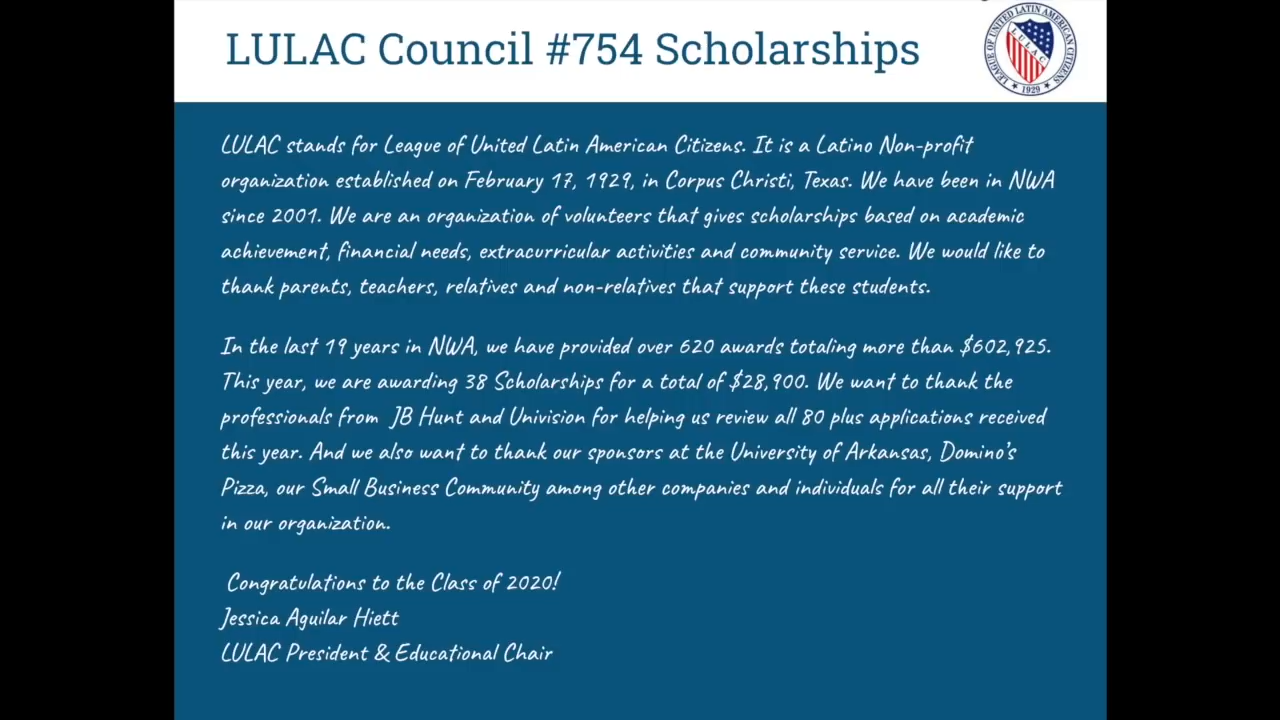 LULAC Council #754 Scholarships
LEAGUE OF UNITED LATIN AMERICAN CITIZENS
LULAC
1929
LULAC stands for League of United Latin American Citizens. It is a Latino Non-profit
organization established on February 17, 1929, in Corpus Christi, Texas. We have been in NWA
since 2001. We are an organization of volunteers that gives scholarships based on academic
achievement, financial needs, extracurricular activities and community service. We would like to
thank parents, teachers, relatives and non-relatives that support these students.
In the last 19 years in NWA, we have provided over 620 awards totaling more than $602,925.
This year, we are awarding 38 Scholarships for a total of $28,900. We want to thank the
professionals from JB Hunt and Univision for helping us review all 80 plus applications received
this year. And we also want to thank our sponsors at the University of Arkansas, Domino's
Pizza, our Small Business Community among other companies and individuals for all their support
in our organization.
Congratulations to the Class of 2020!
Jessica Aguilar Hiett
LULAC President & Educational Chair